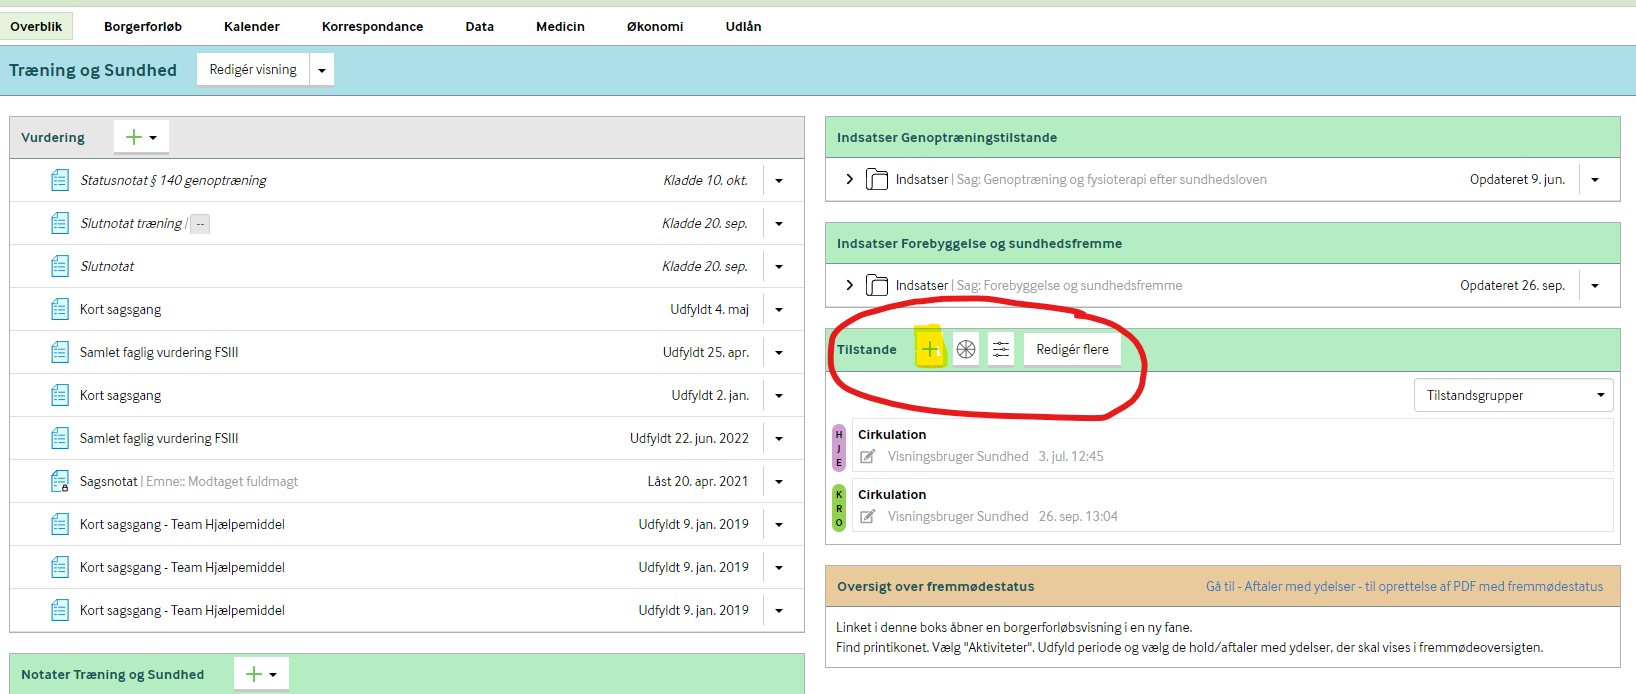 Overblik Borgerforløb Kalender Korrespondance Data Medicin Økonomi Udlån
Træning og Sundhed Redigér visning
Vurdering
Statusnotat § 140 genoptræning Kladde 10. okt.
Slutnotat træning | -- Kladde 20. sep.
Slutnotat Kladde 20. sep.
Kort sagsgang Udfyldt 4. maj
Samlet faglig vurdering FSIII Udfyldt 25. apr.
Kort sagsgang Udfyldt 2. jan.
Samlet faglig vurdering FSIII Udfyldt 22. jun. 2022
Sagsnotat | Emne:: Modtaget fuldmagt Låst 20. apr. 2021
Kort sagsgang - Team Hjælpemiddel Udfyldt 9. jan. 2019
Kort sagsgang - Team Hjælpemiddel Udfyldt 9. jan. 2019
Kort sagsgang - Team Hjælpemiddel Udfyldt 9. jan. 2019
Notater Træning og Sundhed
Indsatser Genoptræningstilstande
Indsatser | Sag: Genoptræning og fysioterapi efter sundhedsloven Opdateret 9. jun.
Indsatser Forebyggelse og sundhedsfremme
Indsatser | Sag: Forebyggelse og sundhedsfremme Opdateret 26. sep.
Tilstande Redigér flere
Tilstandsgrupper
HJE Cirkulation
Visningsbruger Sundhed 3. jul. 12:45
KRO Cirkulation
Visningsbruger Sundhed 26. sep. 13:04
Oversigt over fremmødestatus Gå til - Aftaler med ydelser - til oprettelse af PDF med fremmødestatus
Linket i denne boks åbner en borgerforløbsvisning i en ny fane.
Find printikonet. Vælg "Aktiviteter". Udfyld periode og vælg de hold/aftaler med ydelser, der skal vises i fremmødeoversigten.